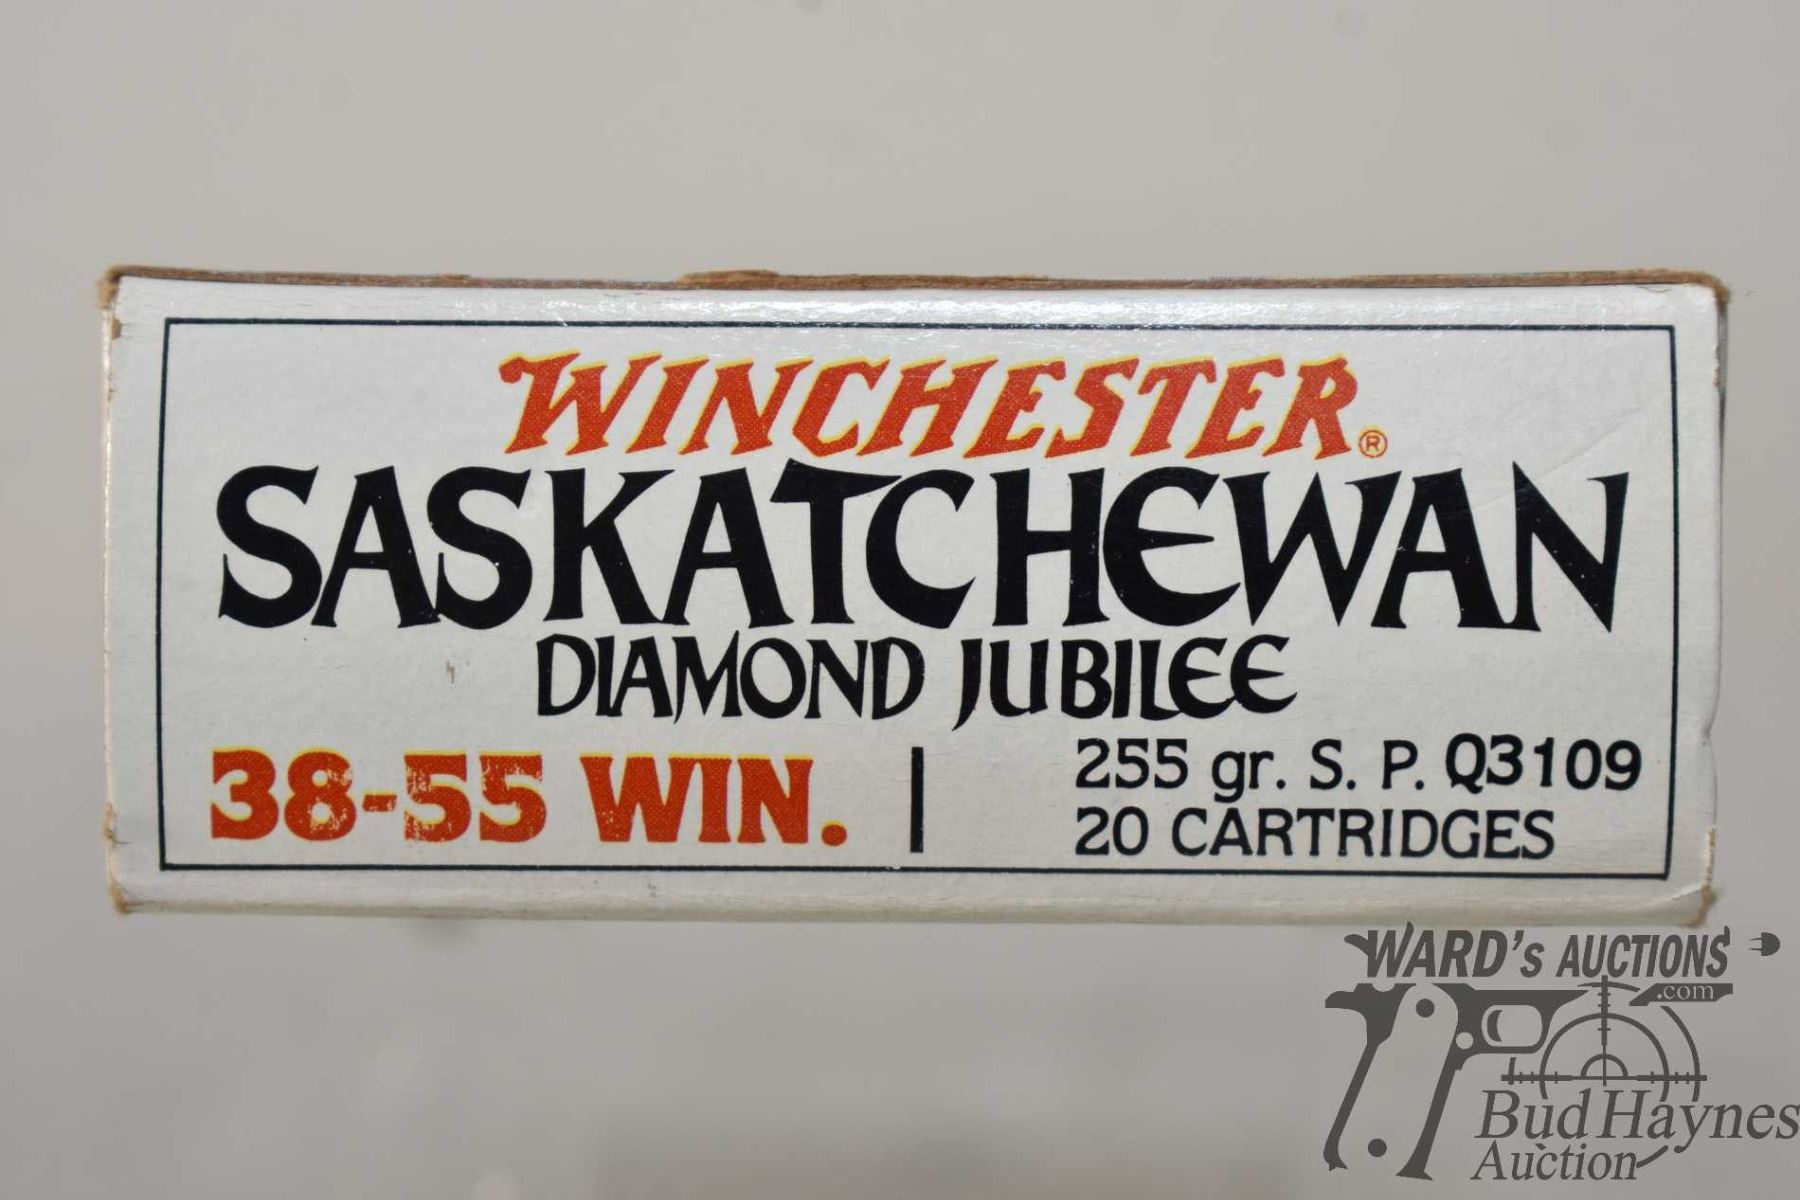 WINCHESTER®
SASKATCHEWAN
DIAMOND JUBILEE
38-55 WIN.
255 gr. S. P. Q3109
20 CARTRIDGES
WARD'S AUCTIONS
.com
Bud Haynes
Auction